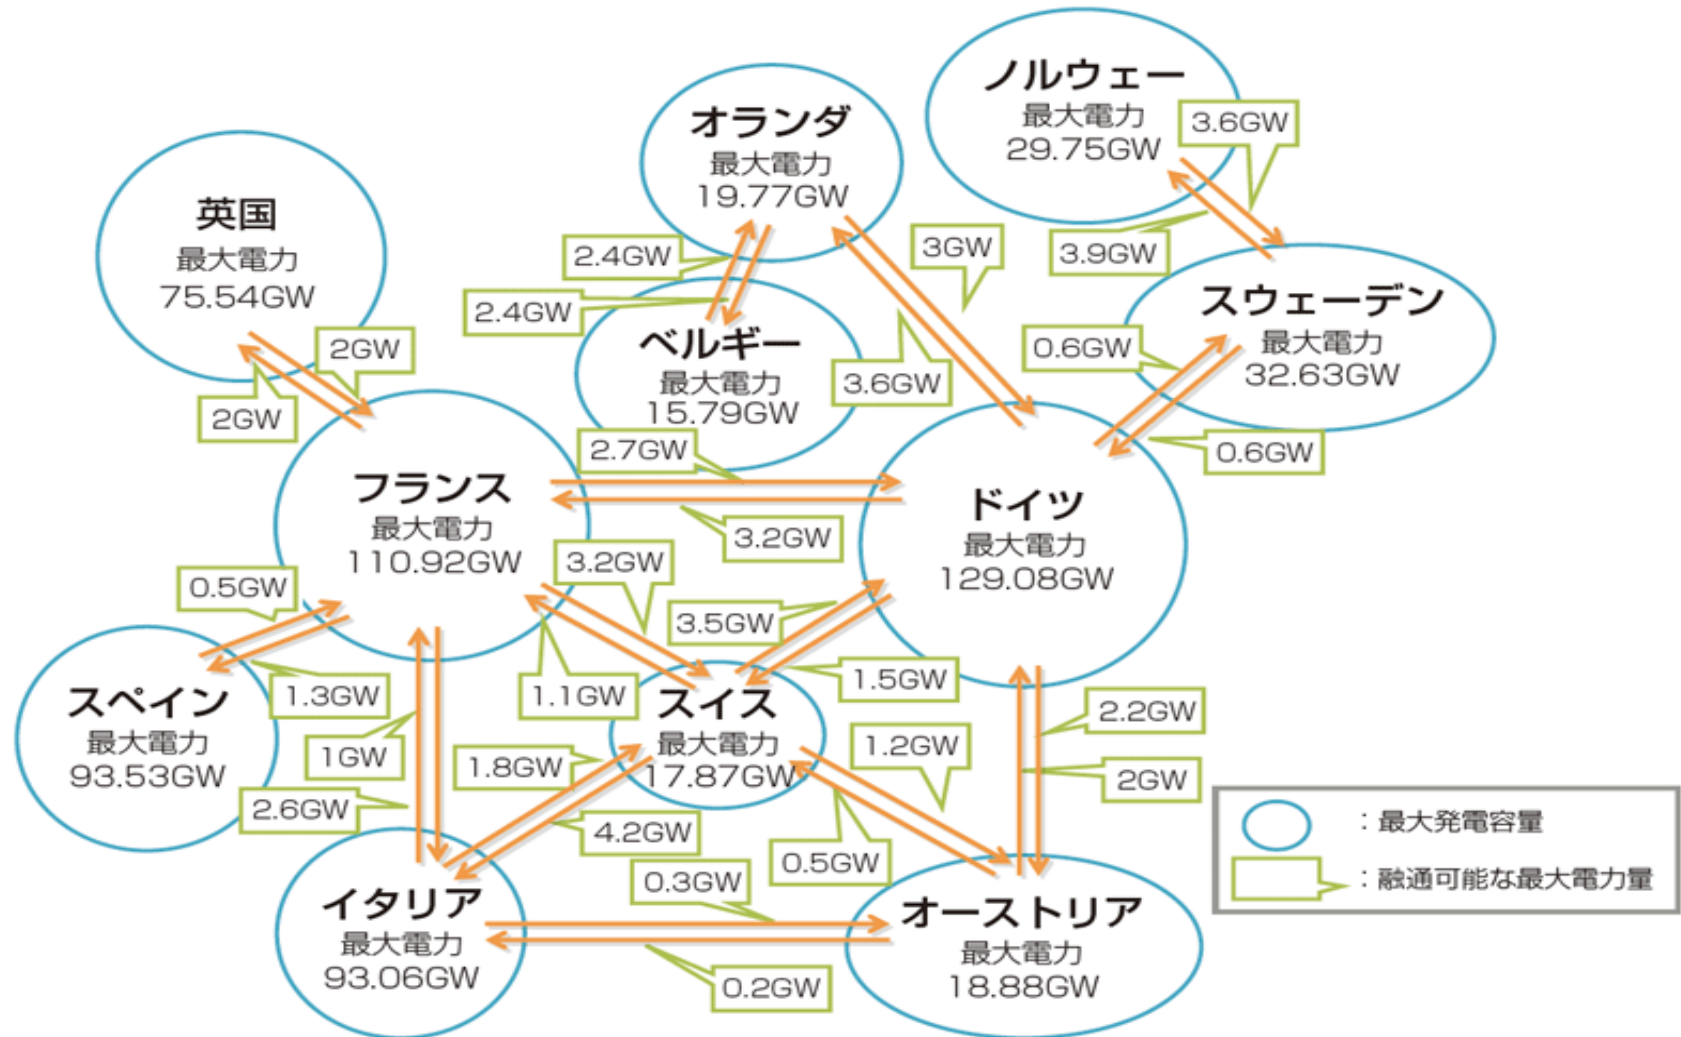 ノルウェー
最大電力
29.75GW
3.6GW
3.9GW
オランダ
最大電力
19.77GW
英国
最大電力
75.54GW
2.4GW
2.4GW
3GW
3.6GW
スウェーデン
最大電力
32.63GW
0.6GW
0.6GW
ベルギー
最大電力
15.79GW
2GW
2GW
2.7GW
3.2GW
フランス
最大電力
110.92GW
ドイツ
最大電力
129.08GW
3.2GW
1.1GW
3.5GW
1.5GW
0.5GW
1.3GW
スペイン
最大電力
93.53GW
1GW
2.6GW
スイス
最大電力
17.87GW
1.8GW
4.2GW
1.2GW
0.5GW
2.2GW
2GW
イタリア
最大電力
93.06GW
0.3GW
0.2GW
オーストリア
最大電力
18.88GW
：最大発電容量
：融通可能な最大電力量